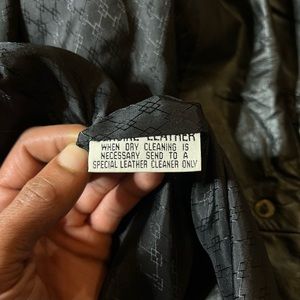 LEATHER
WHEN DRY CLEANING IS
NECESSARY SEND TO A
SPECIAL LEATHER CLEANER ONLY